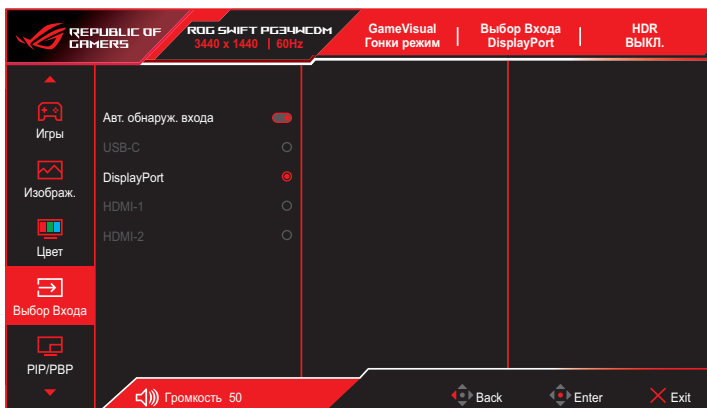 REPUBLIC OF
GAMERS
ROG SWIFT PG34WCDM
3440 x 1440 | 60Hz
GameVisual
Гонки режим
Выбор Входа
DisplayPort
HDR
ВЫКЛ.
Игры
Изображ.
Цвет
Выбор Входа
PIP/PBP
Авт. обнаруж. входа
USB-C
DisplayPort
HDMI-1
HDMI-2
Громкость 50
Back
Enter
Exit